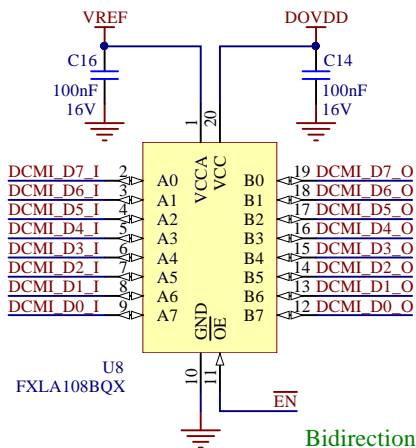 VREF DOVDD
C16 C14
100nF 100nF
16V 16V
1 20
VCCA VCC
DCMI_D7_I 2 A0 B0 19 DCMI_D7_O
DCMI_D6_I 3 A1 B1 18 DCMI_D6_O
DCMI_D5_I 4 A2 B2 17 DCMI_D5_O
DCMI_D4_I 5 A3 B3 16 DCMI_D4_O
DCMI_D3_I 6 A4 B4 15 DCMI_D3_O
DCMI_D2_I 7 A5 B5 14 DCMI_D2_O
DCMI_D1_I 8 A6 B6 13 DCMI_D1_O
DCMI_D0_I 9 A7 B7 12 DCMI_D0_O
GND OE
U8 10 11
FXLA108BQX EN
Bidirection